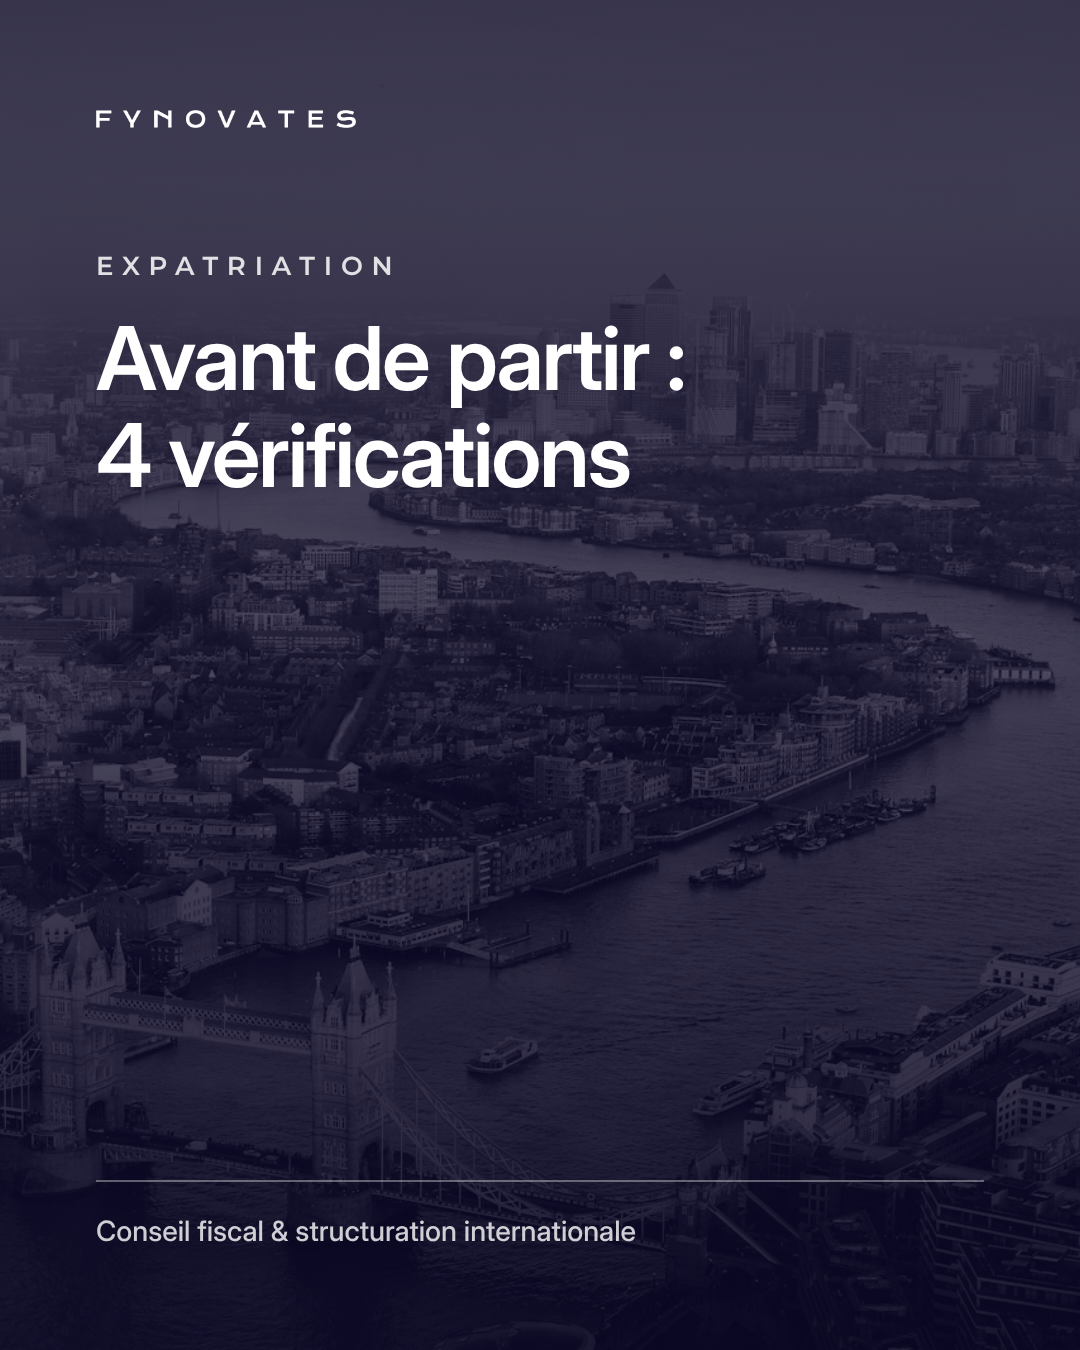 FYNOVATES
EXPATRIATION
Avant de partir :
4 vérifications
Conseil fiscal & structuration internationale